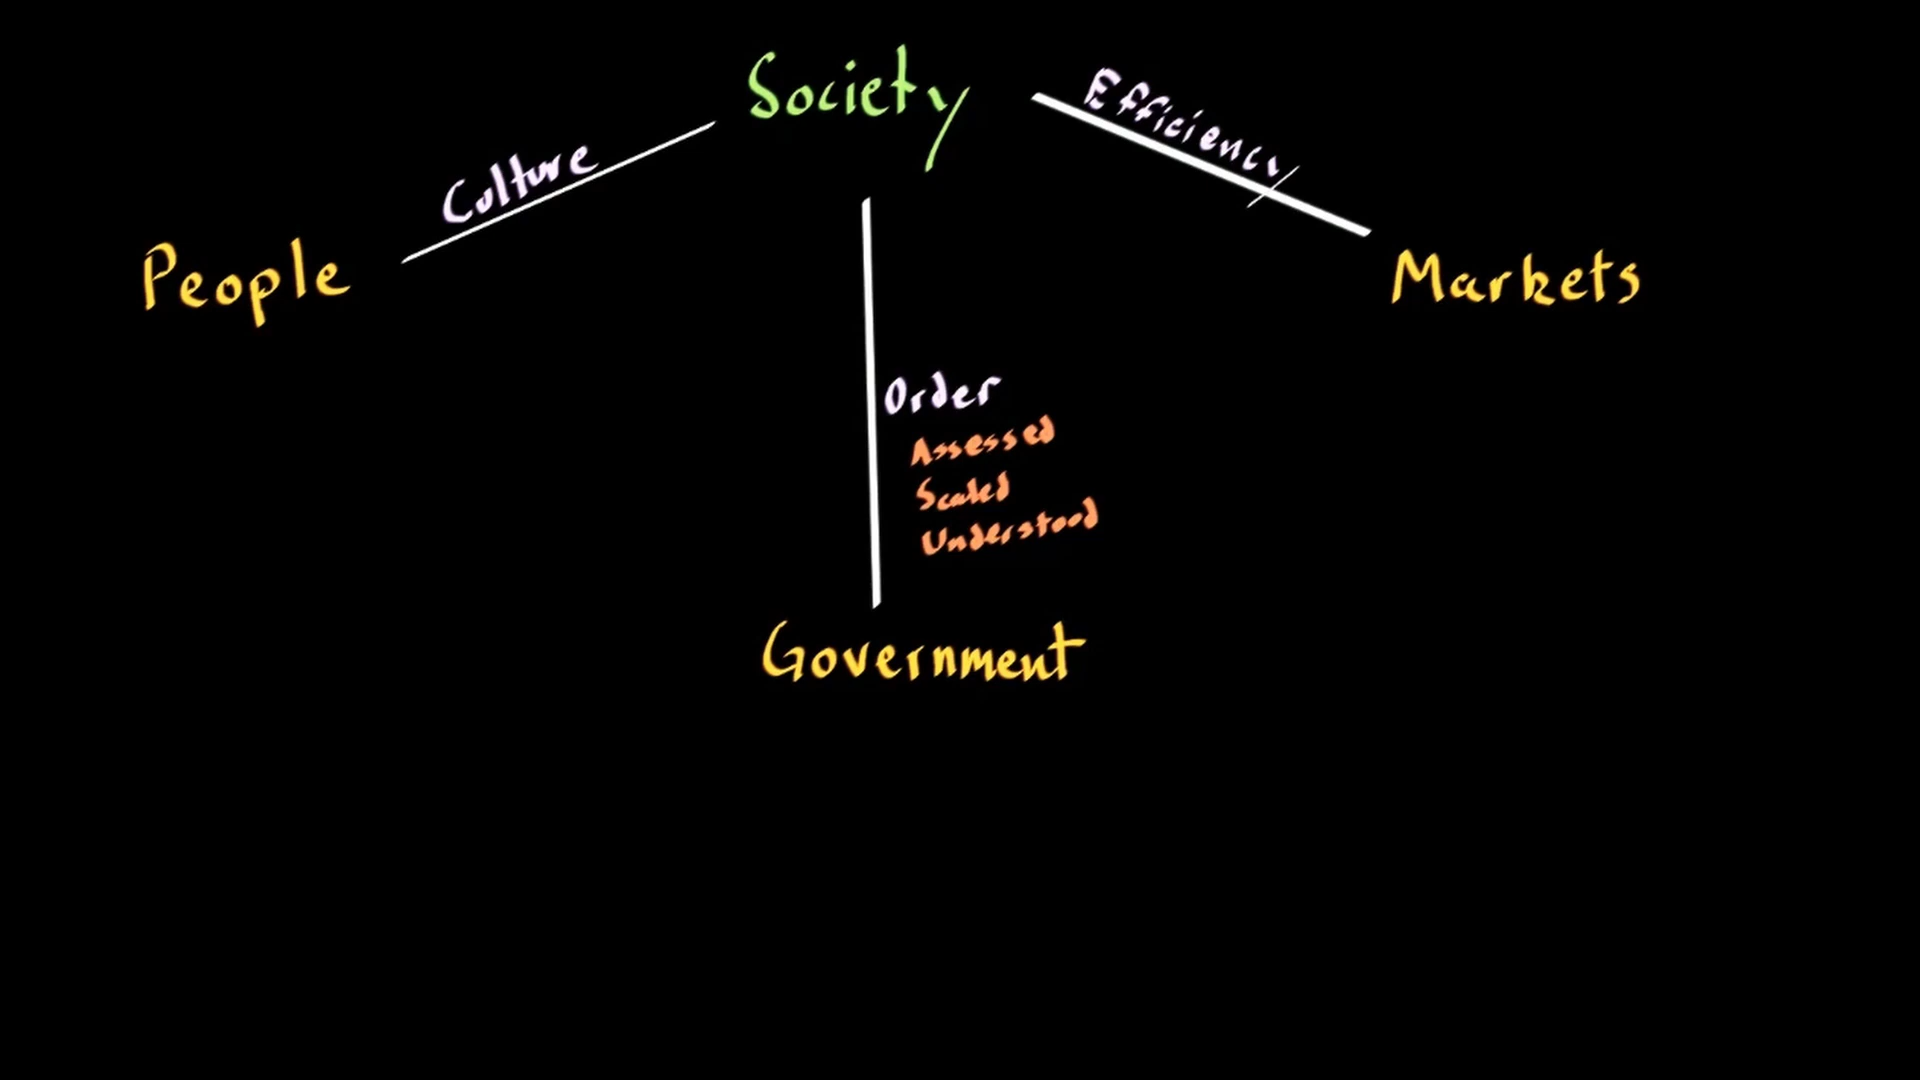 Society
Efficiency
Culture
People
Markets
Order
Assessed
Scaled
Understood
Government